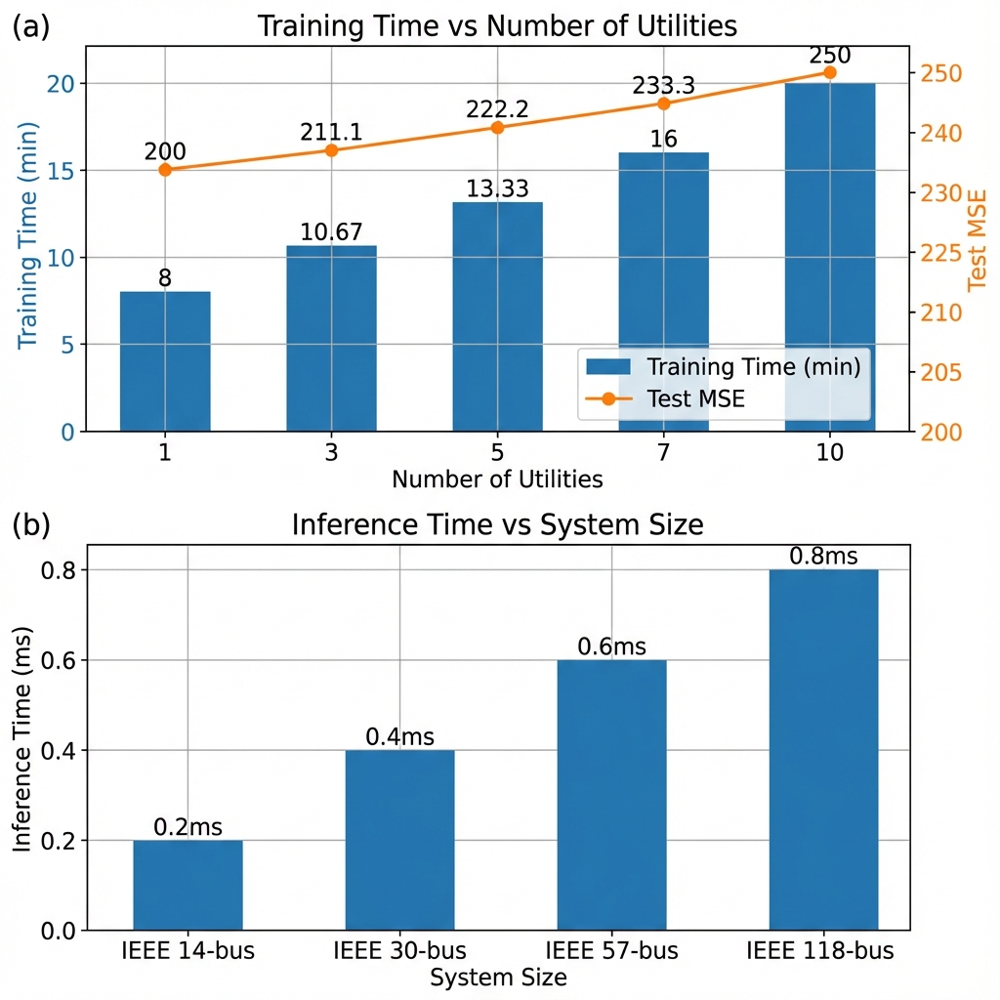 (a)
Training Time vs Number of Utilities
Training Time (min)
20
15
10
5
0
200
211.1
222.2
233.3
250
8
10.67
13.33
16
250
240
230
225
210
205
200
Test MSE
Training Time (min)
Test MSE
1 3 5 7 10
Number of Utilities
(b)
Inference Time vs System Size
Inference Time (ms)
0.8
0.6
0.4
0.2
0.0
0.2ms
0.4ms
0.6ms
0.8ms
IEEE 14-bus IEEE 30-bus IEEE 57-bus IEEE 118-bus
System Size